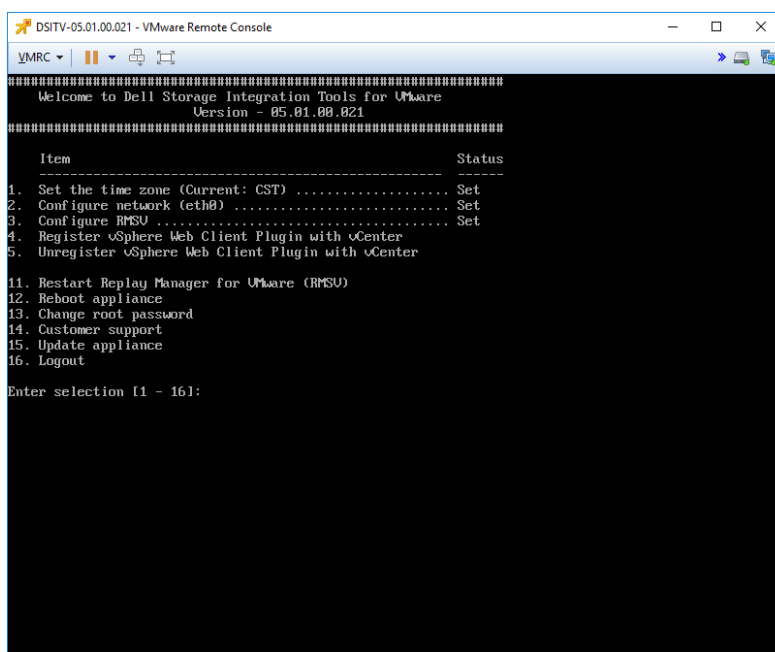 DSITV-05.01.00.021 - VMware Remote Console
VMRC
################################################################
Welcome to Dell Storage Integration Tools for VMware
Version - 05.01.00.021
################################################################
Item Status
---------------------------------------------------- ------
1. Set the time zone (Current: CST) .................... Set
2. Configure network (eth0) ............................ Set
3. Configure RMSV ...................................... Set
4. Register vSphere Web Client Plugin with vCenter
5. Unregister vSphere Web Client Plugin with vCenter
11. Restart Replay Manager for VMware (RMSV)
12. Reboot appliance
13. Change root password
14. Customer support
15. Update appliance
16. Logout
Enter selection [1 - 16]: